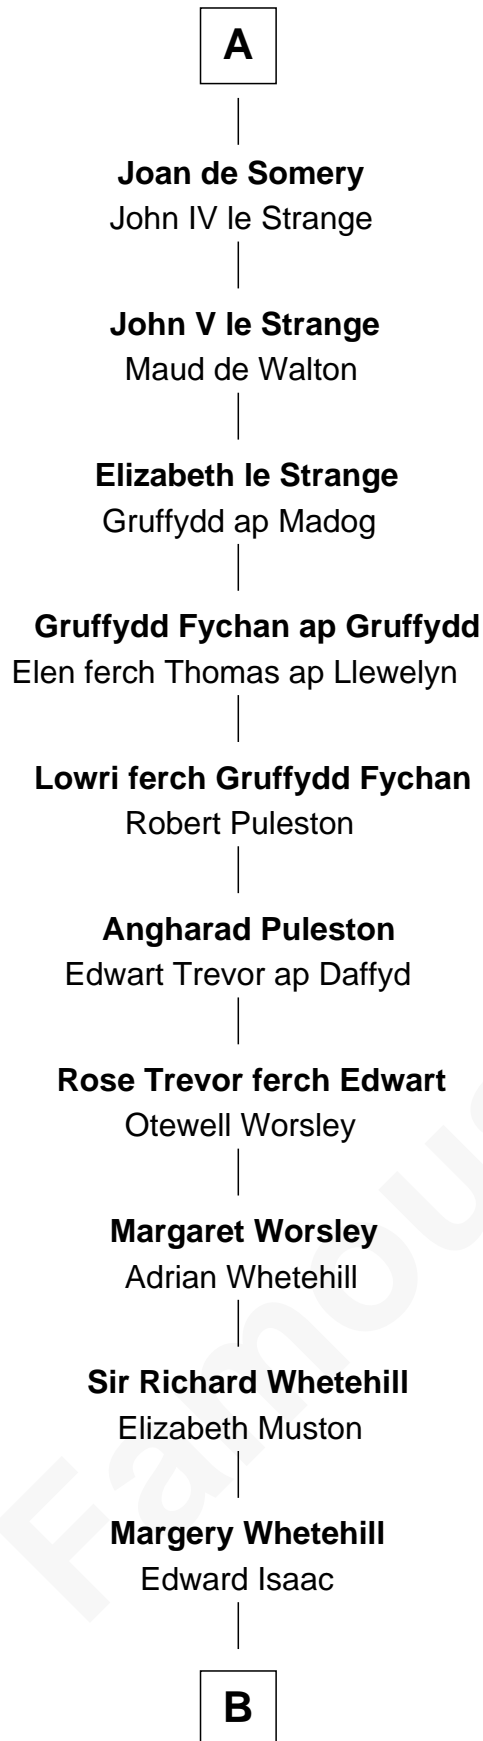 A
Joan de Somery
John IV le Strange
John V le Strange
Maud de Walton
Elizabeth le Strange
Gruffydd ap Madog
Gruffydd Fychan ap Gruffydd
Elen ferch Thomas ap Llewelyn
Lowri ferch Gruffydd Fychan
Robert Puleston
Angharad Puleston
Edwart Trevor ap Daffyd
Rose Trevor ferch Edwart
Otewell Worsley
Margaret Worsley
Adrian Whetehill
Sir Richard Whetehill
Elizabeth Muston
Margery Whetehill
Edward Isaac
B
Famous